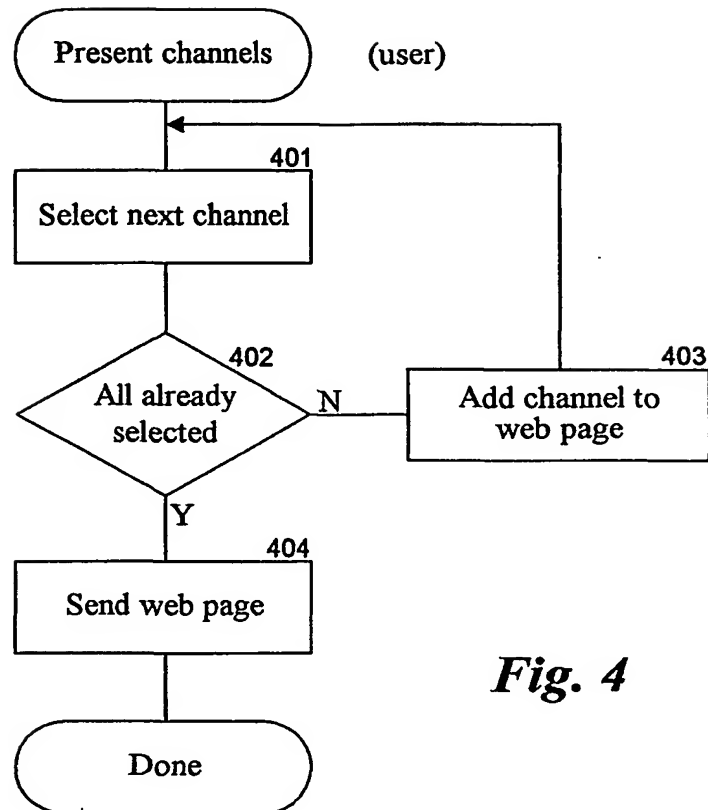 Present channels
(user)
401
Select next channel
402
All already
selected
N
403
Add channel to
web page
Y
404
Send web page
Fig. 4
Done